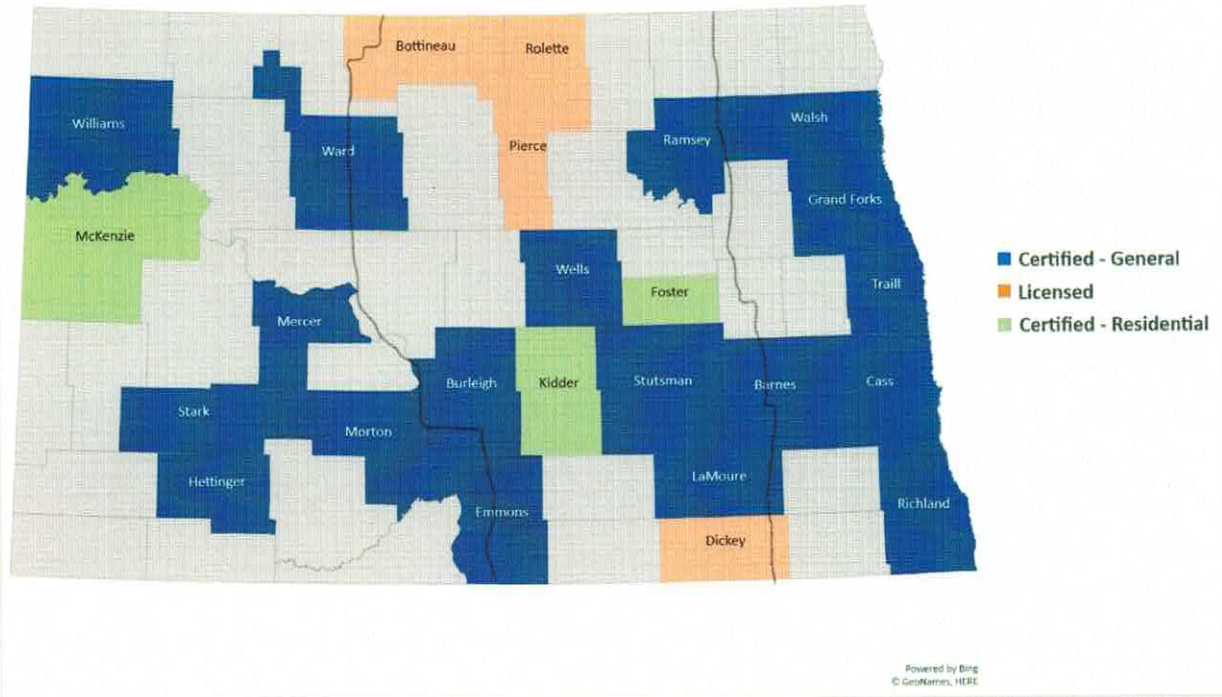 Bottineau
Rolette
Williams
Ward
Pierce
Ramsey
Walsh
Grand Forks
McKenzie
Wells
Foster
Traill
Mercer
Burleigh
Kidder
Stutsman
Barnes
Cass
Stark
Morton
Hettinger
LaMoure
Emmons
Richland
Dickey
Certified - General
Licensed
Certified - Residential
Powered by Bing
© GeoNames, HERE